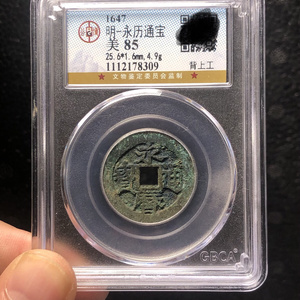 1647
明-永历通宝
美 85
25.6*1.6mm,4.9g
1112178309
背上工
★ 文物鉴定委员会监制 ★
永
寶 通
曆
GBCA